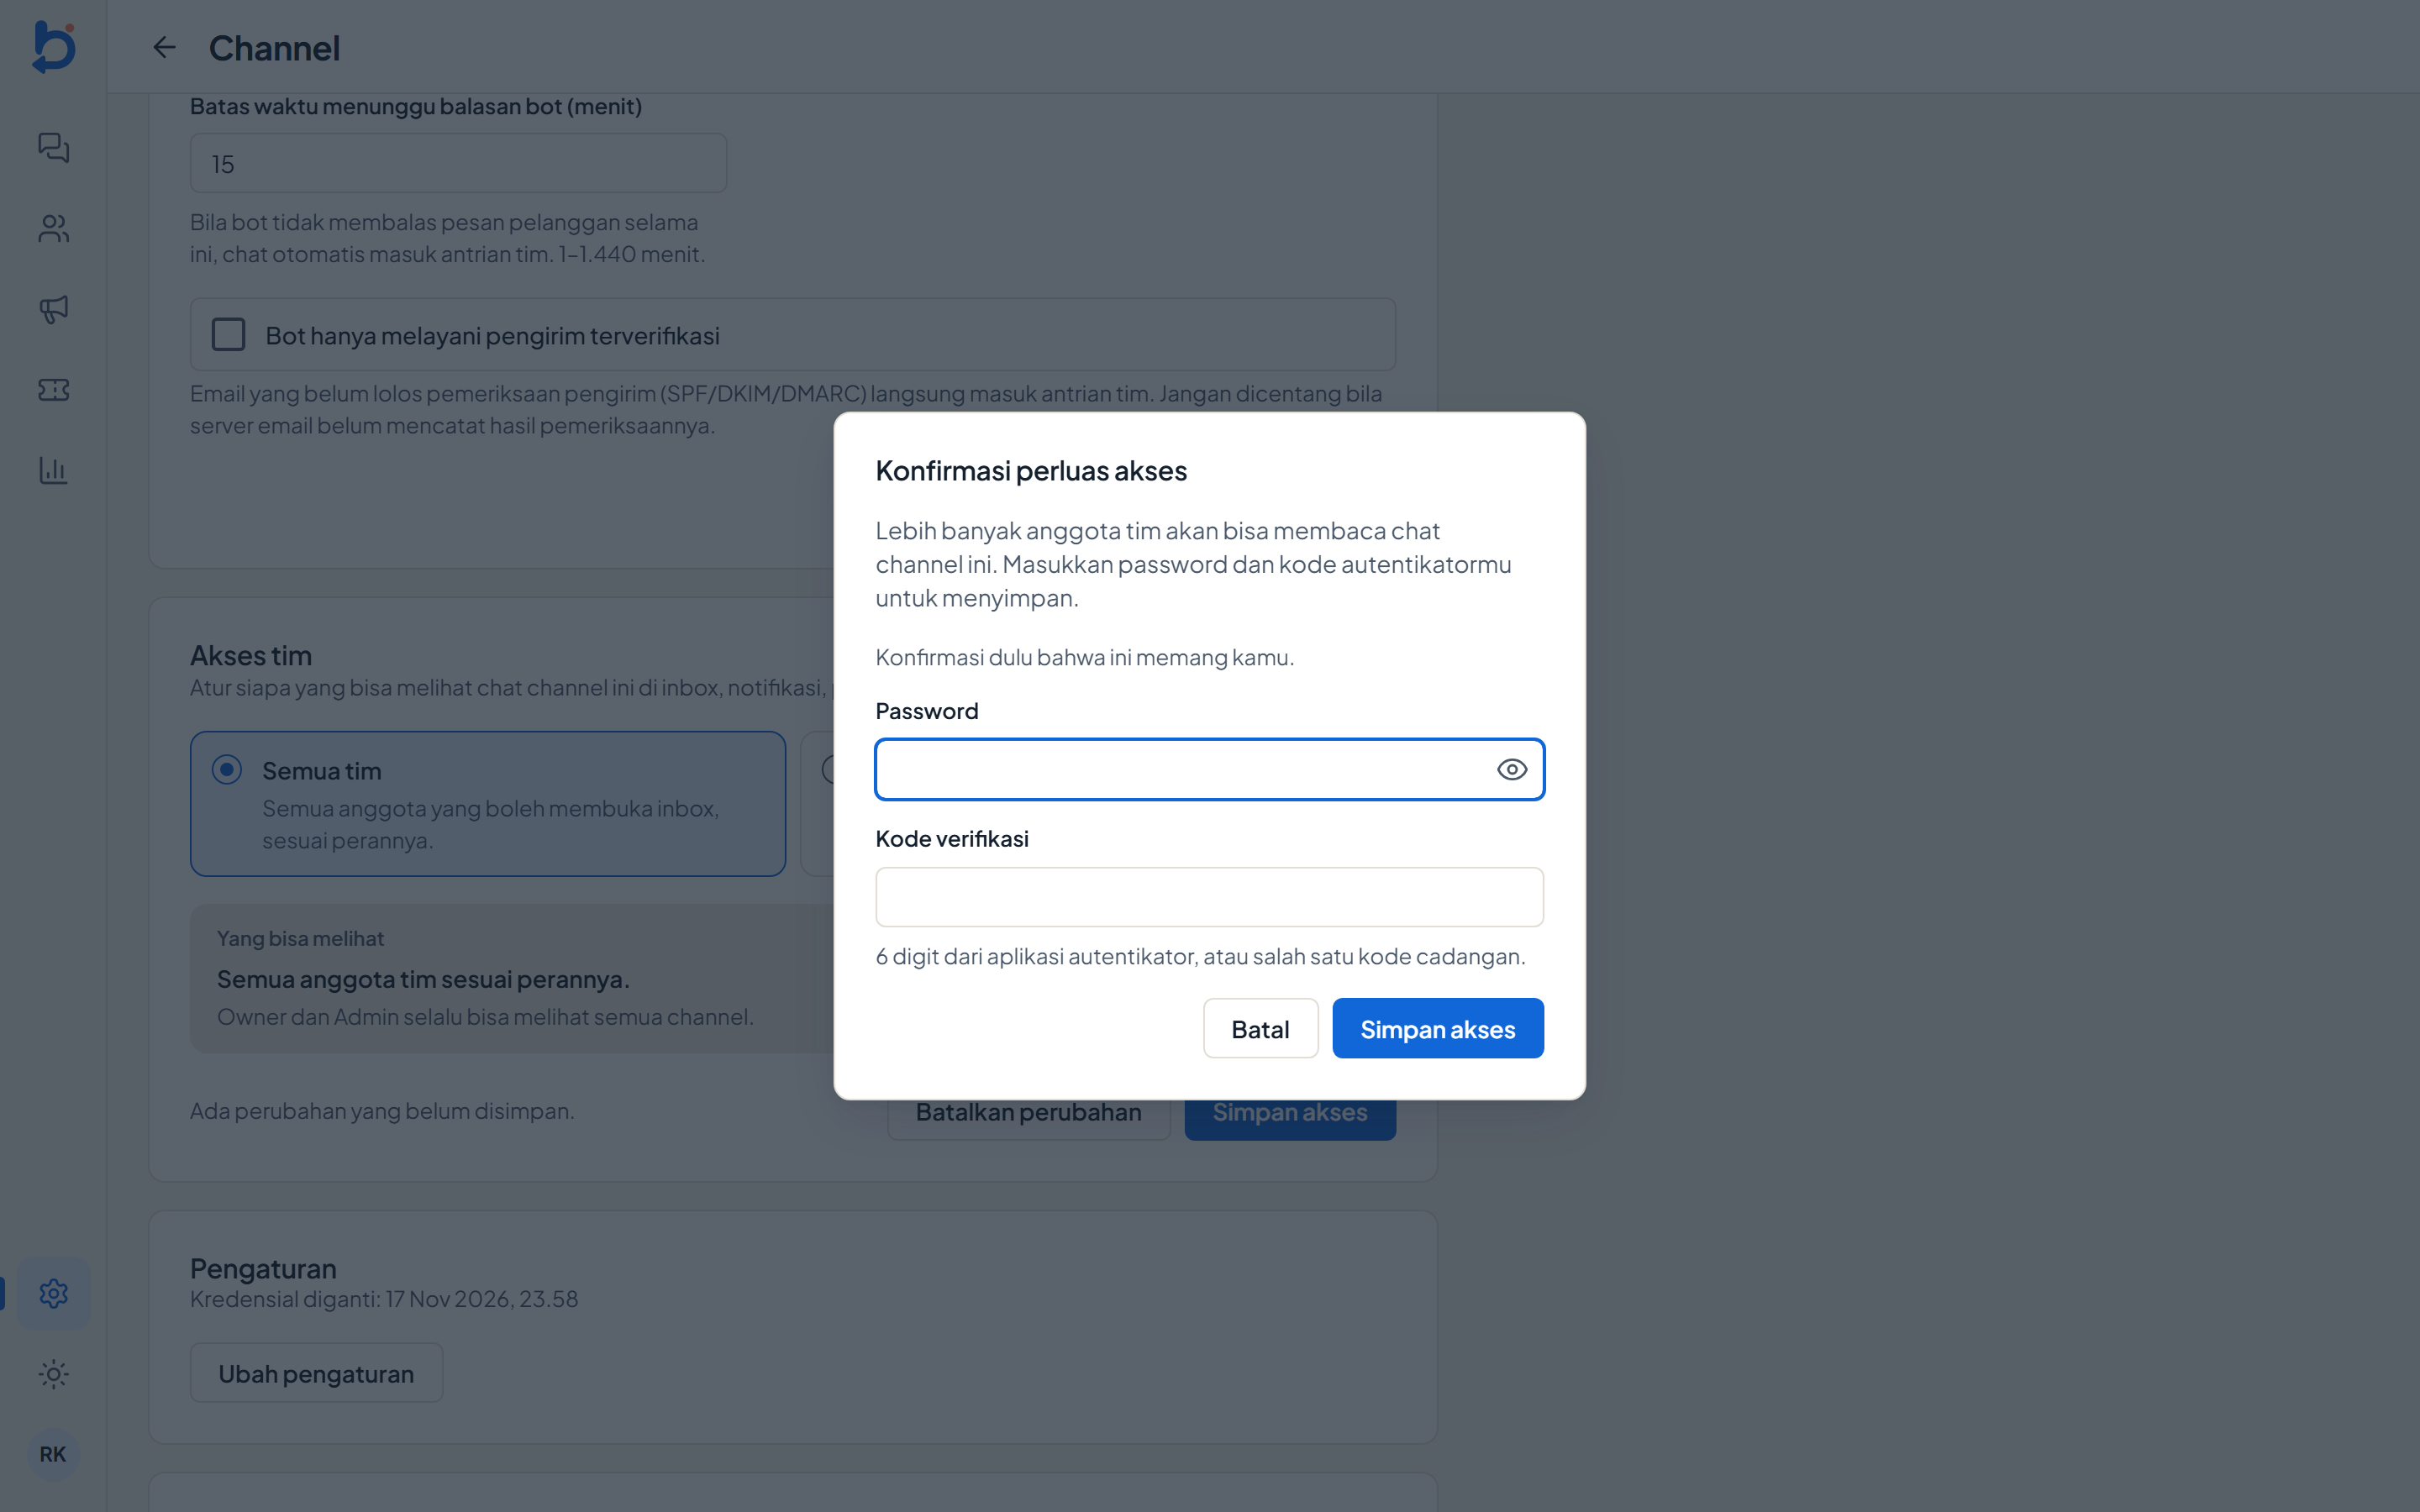 Channel
Batas waktu menunggu balasan bot (menit)
15
Bila bot tidak membalas pesan pelanggan selama
ini, chat otomatis masuk antrian tim. 1–1.440 menit.
Bot hanya melayani pengirim terverifikasi
Email yang belum lolos pemeriksaan pengirim (SPF/DKIM/DMARC) langsung masuk antrian tim. Jangan dicentang bila
server email belum mencatat hasil pemeriksaannya.
Akses tim
Atur siapa yang bisa melihat chat channel ini di inbox, notifikasi,
Semua tim
Semua anggota yang boleh membuka inbox,
sesuai perannya.
Yang bisa melihat
Semua anggota tim sesuai perannya.
Owner dan Admin selalu bisa melihat semua channel.
Ada perubahan yang belum disimpan.
Batalkan perubahan
Simpan akses
Pengaturan
Kredensial diganti: 17 Nov 2026, 23.58
Ubah pengaturan
RK
Konfirmasi perluas akses
Lebih banyak anggota tim akan bisa membaca chat
channel ini. Masukkan password dan kode autentikatormu
untuk menyimpan.
Konfirmasi dulu bahwa ini memang kamu.
Password
Kode verifikasi
6 digit dari aplikasi autentikator, atau salah satu kode cadangan.
Batal
Simpan akses